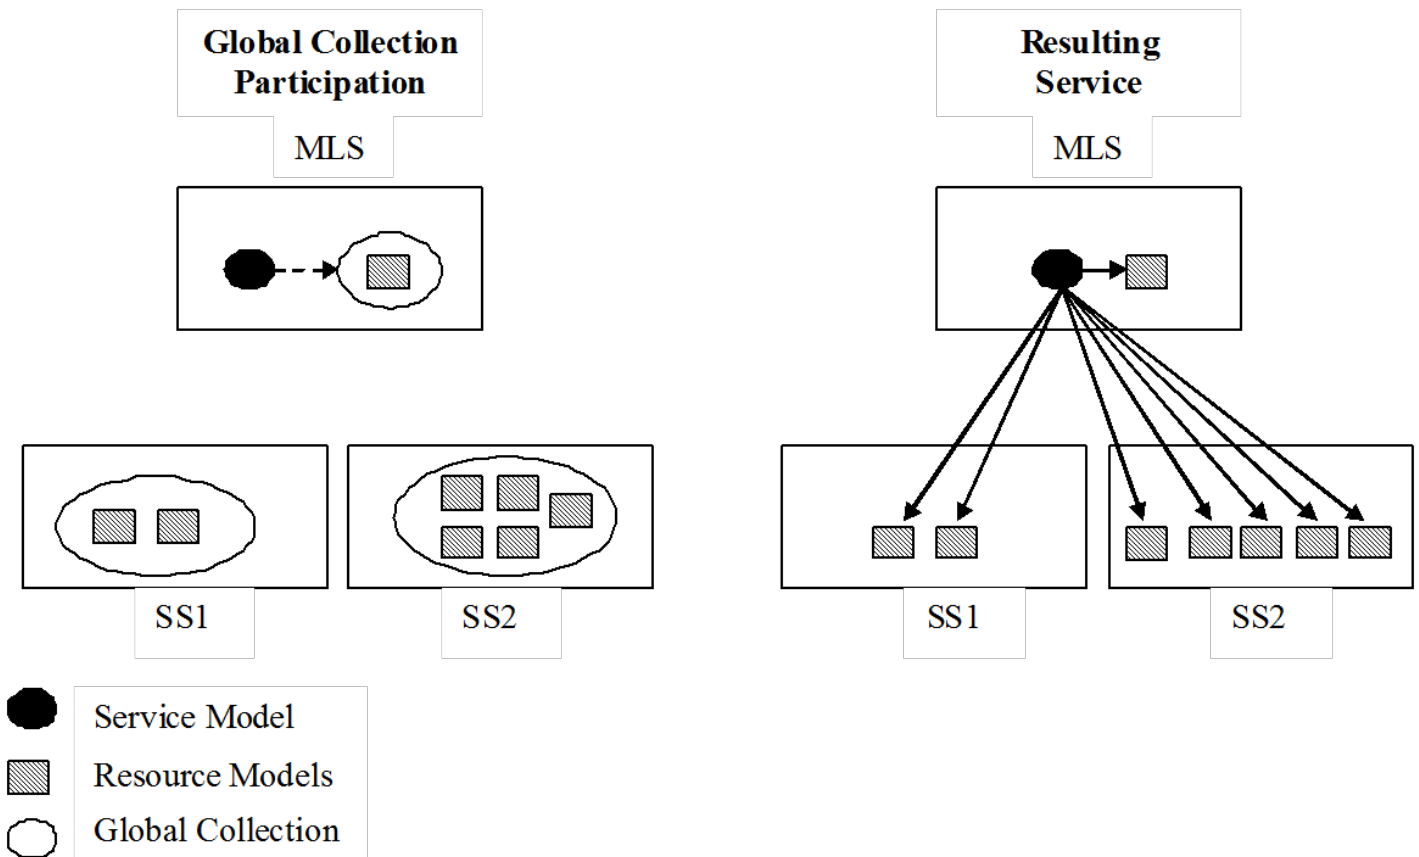 Global Collection
Participation
MLS
SS1
SS2
Resulting
Service
MLS
SS1
SS2
Service Model
Resource Models
Global Collection